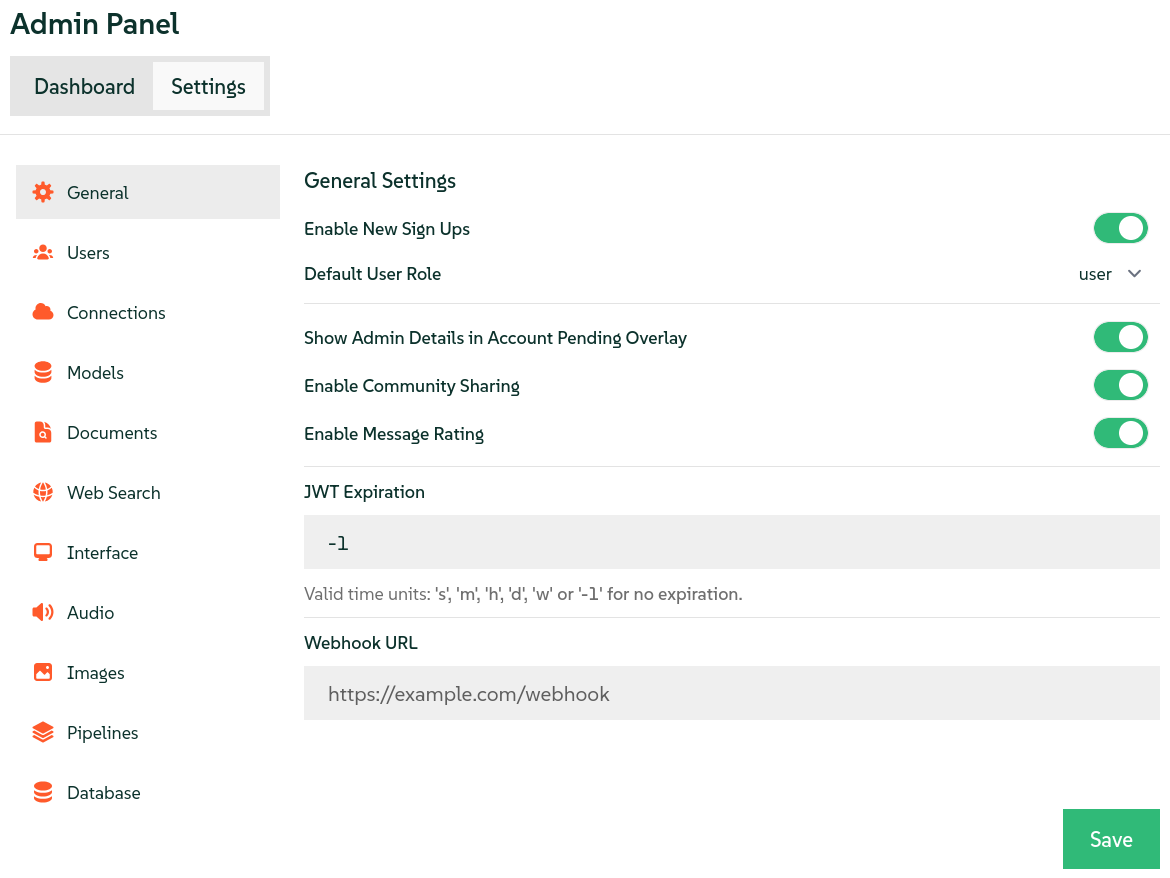 Admin Panel
Dashboard Settings
General
Users
Connections
Models
Documents
Web Search
Interface
Audio
Images
Pipelines
Database
General Settings
Enable New Sign Ups
Default User Role user
Show Admin Details in Account Pending Overlay
Enable Community Sharing
Enable Message Rating
JWT Expiration
-1
Valid time units: 's', 'm', 'h', 'd', 'w' or '-1' for no expiration.
Webhook URL
https://example.com/webhook
Save